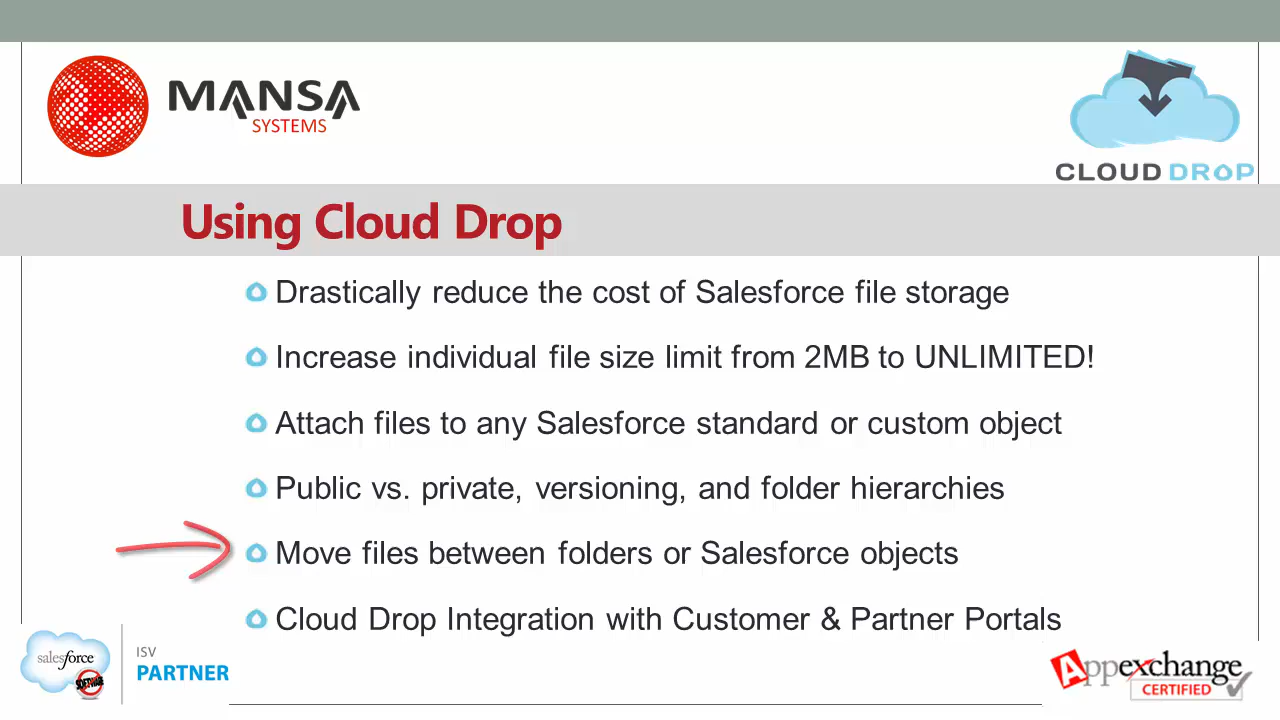 MANSA
SYSTEMS
CLOUD DROP
Using Cloud Drop
Drastically reduce the cost of Salesforce file storage
Increase individual file size limit from 2MB to UNLIMITED!
Attach files to any Salesforce standard or custom object
Public vs. private, versioning, and folder hierarchies
Move files between folders or Salesforce objects
Cloud Drop Integration with Customer & Partner Portals
salesforce
SOFTWARE
ISV
PARTNER
Appexchange
CERTIFIED